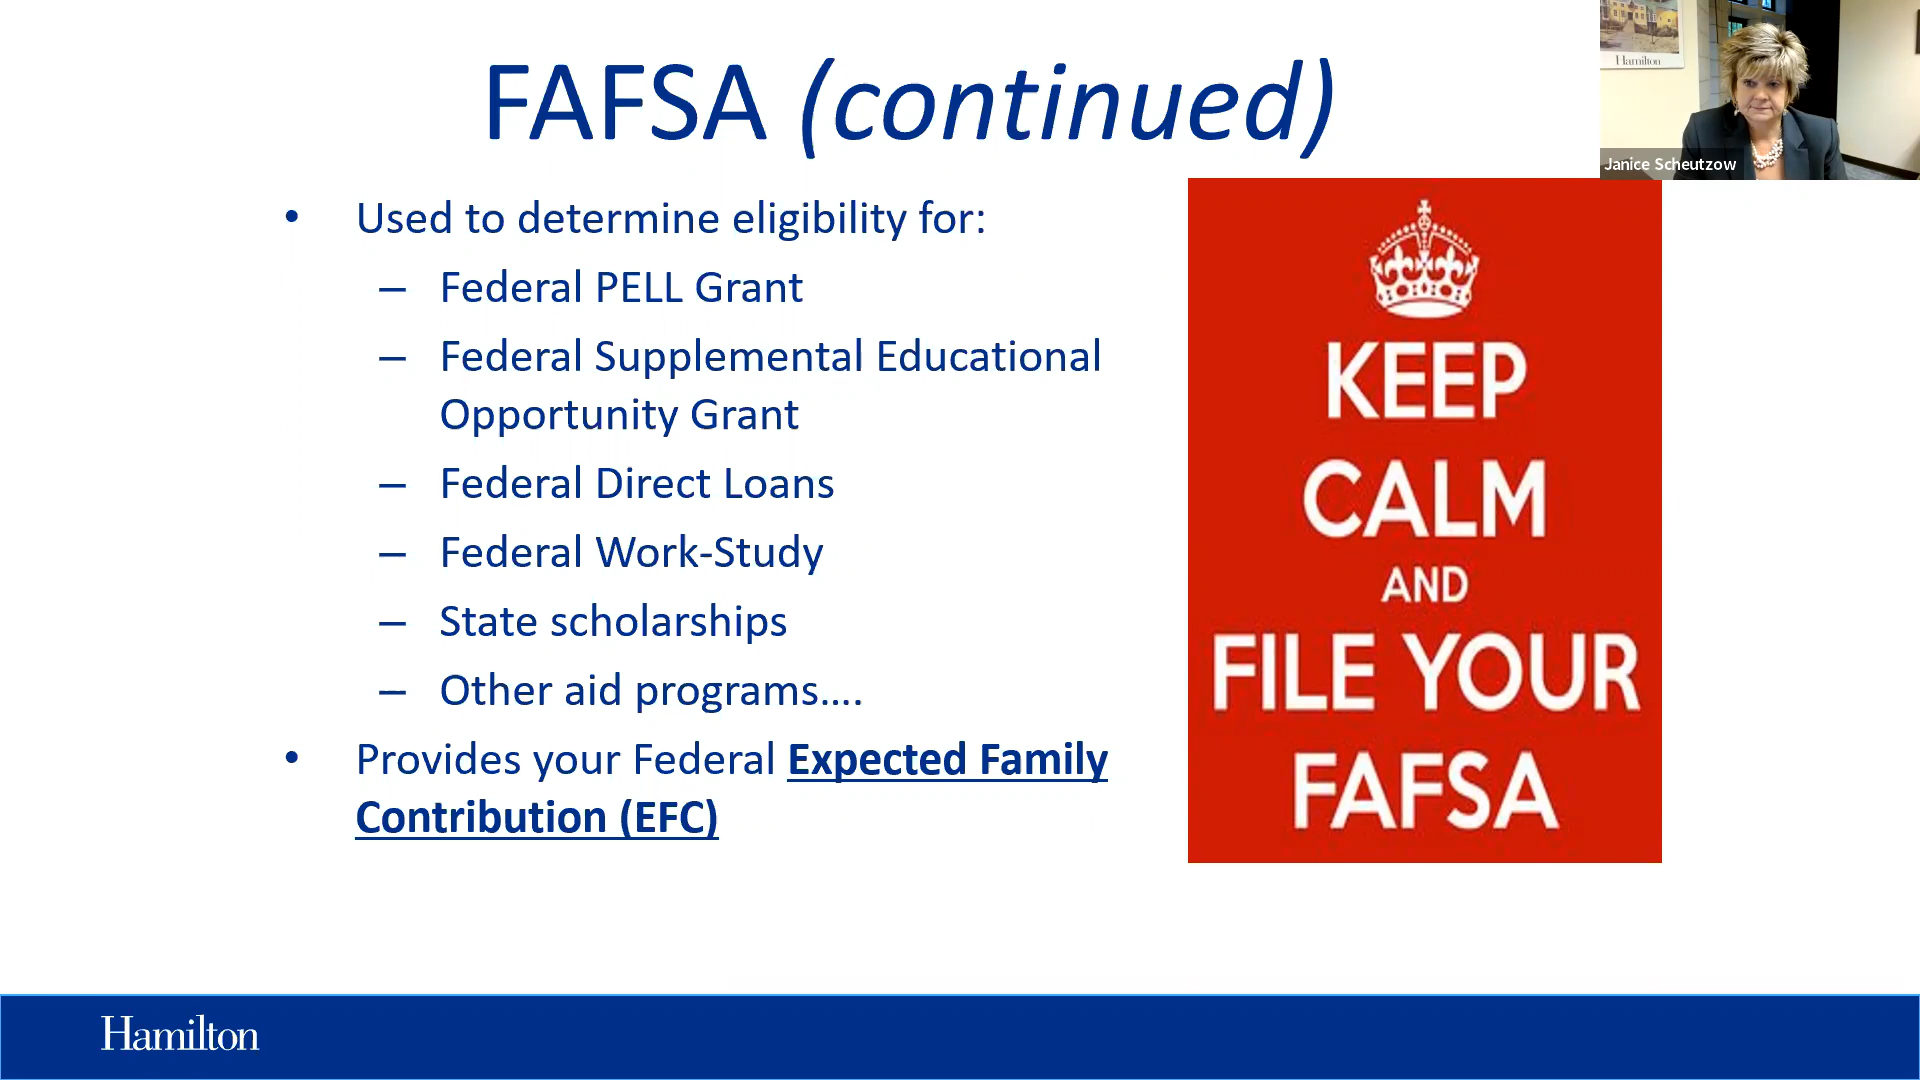 FAFSA (continued)
Hamilton
Janice Scheutzow
• Used to determine eligibility for:
– Federal PELL Grant
– Federal Supplemental Educational
Opportunity Grant
– Federal Direct Loans
– Federal Work-Study
– State scholarships
– Other aid programs....
• Provides your Federal Expected Family
Contribution (EFC)
KEEP
CALM
AND
FILE YOUR
FAFSA
Hamilton